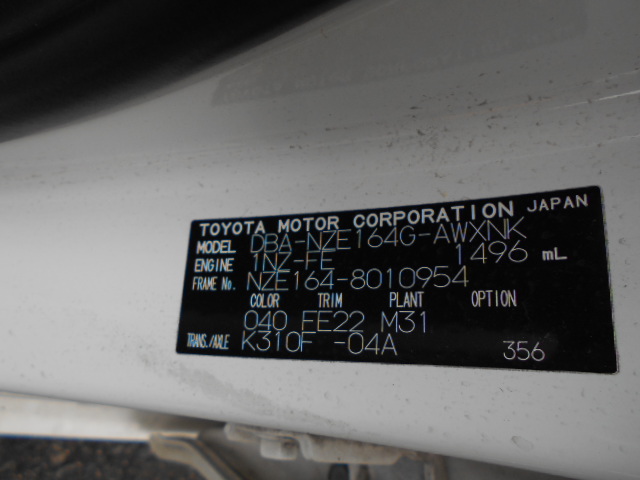 TOYOTA MOTOR CORPORATION JAPAN
MODEL DBA-NZE164G-AWXNK
ENGINE 1NZ-FE 1496 mL
FRAME No. NZE164-8010954
COLOR TRIM PLANT OPTION
040 FE22 M31
TRANS./AXLE K310F -04A 356